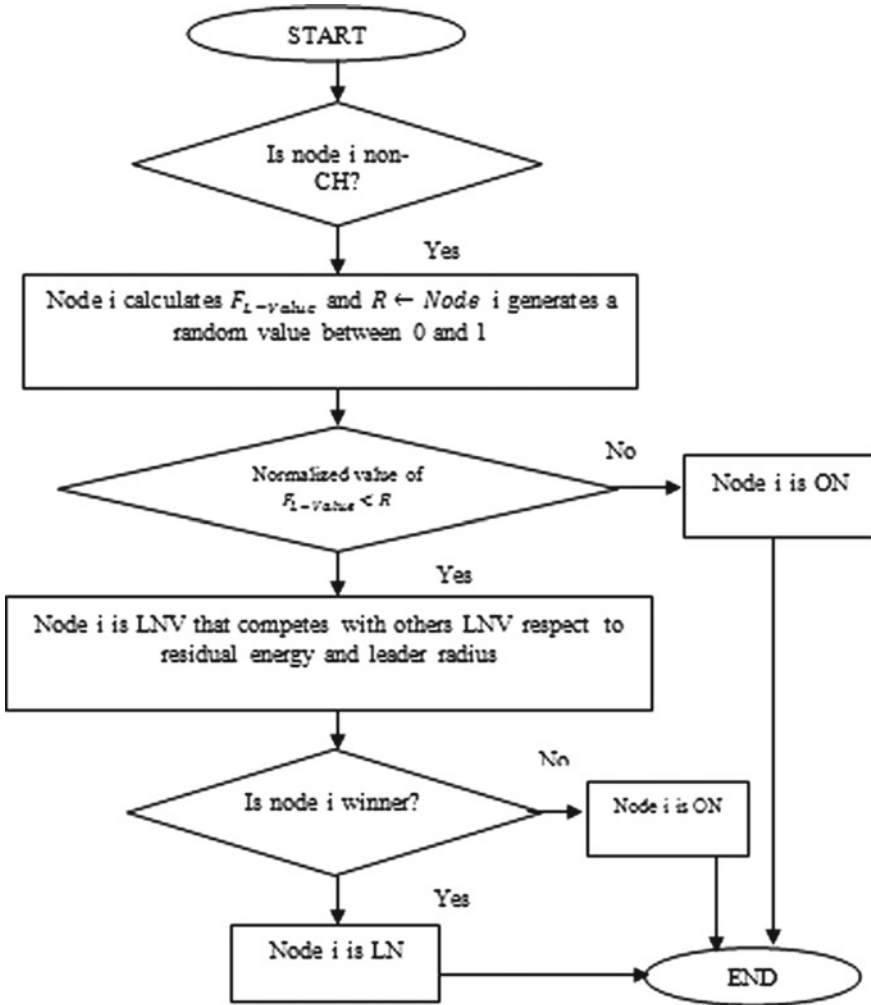 START
Is node i non-
CH?
Yes
Node i calculates F_{L-Value} and R ← Node i generates a
random value between 0 and 1
No
Normalized value of
F_{L-Value} < R
Node i is ON
Yes
Node i is LNV that competes with others LNV respect to
residual energy and leader radius
No
Is node i winner?
Node i is ON
Yes
Node i is LN
END